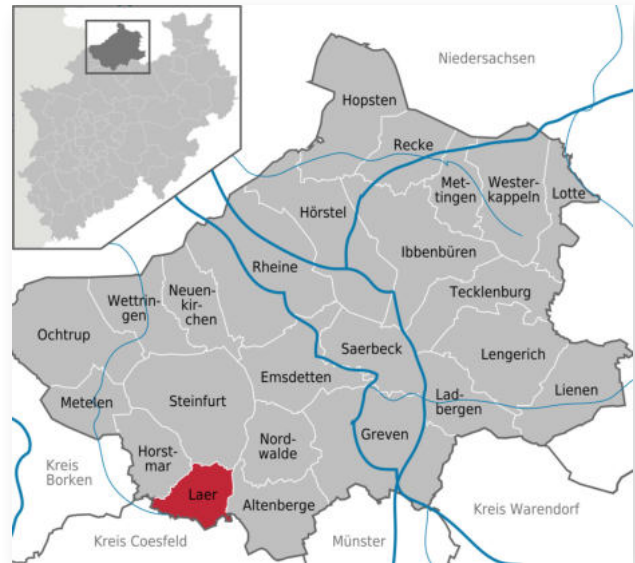 Niedersachsen
Hopsten
Recke
Met-
tingen
Wester-
kappeln
Lotte
Hörstel
Ibbenbüren
Rheine
Tecklenburg
Neuen-
kir-
chen
Wettrin-
gen
Ochtrup
Saerbeck
Lengerich
Emsdetten
Lienen
Lad-
bergen
Metelen
Steinfurt
Greven
Nord-
walde
Horst-
mar
Kreis
Borken
Laer
Altenberge
Kreis Warendorf
Kreis Coesfeld
Münster